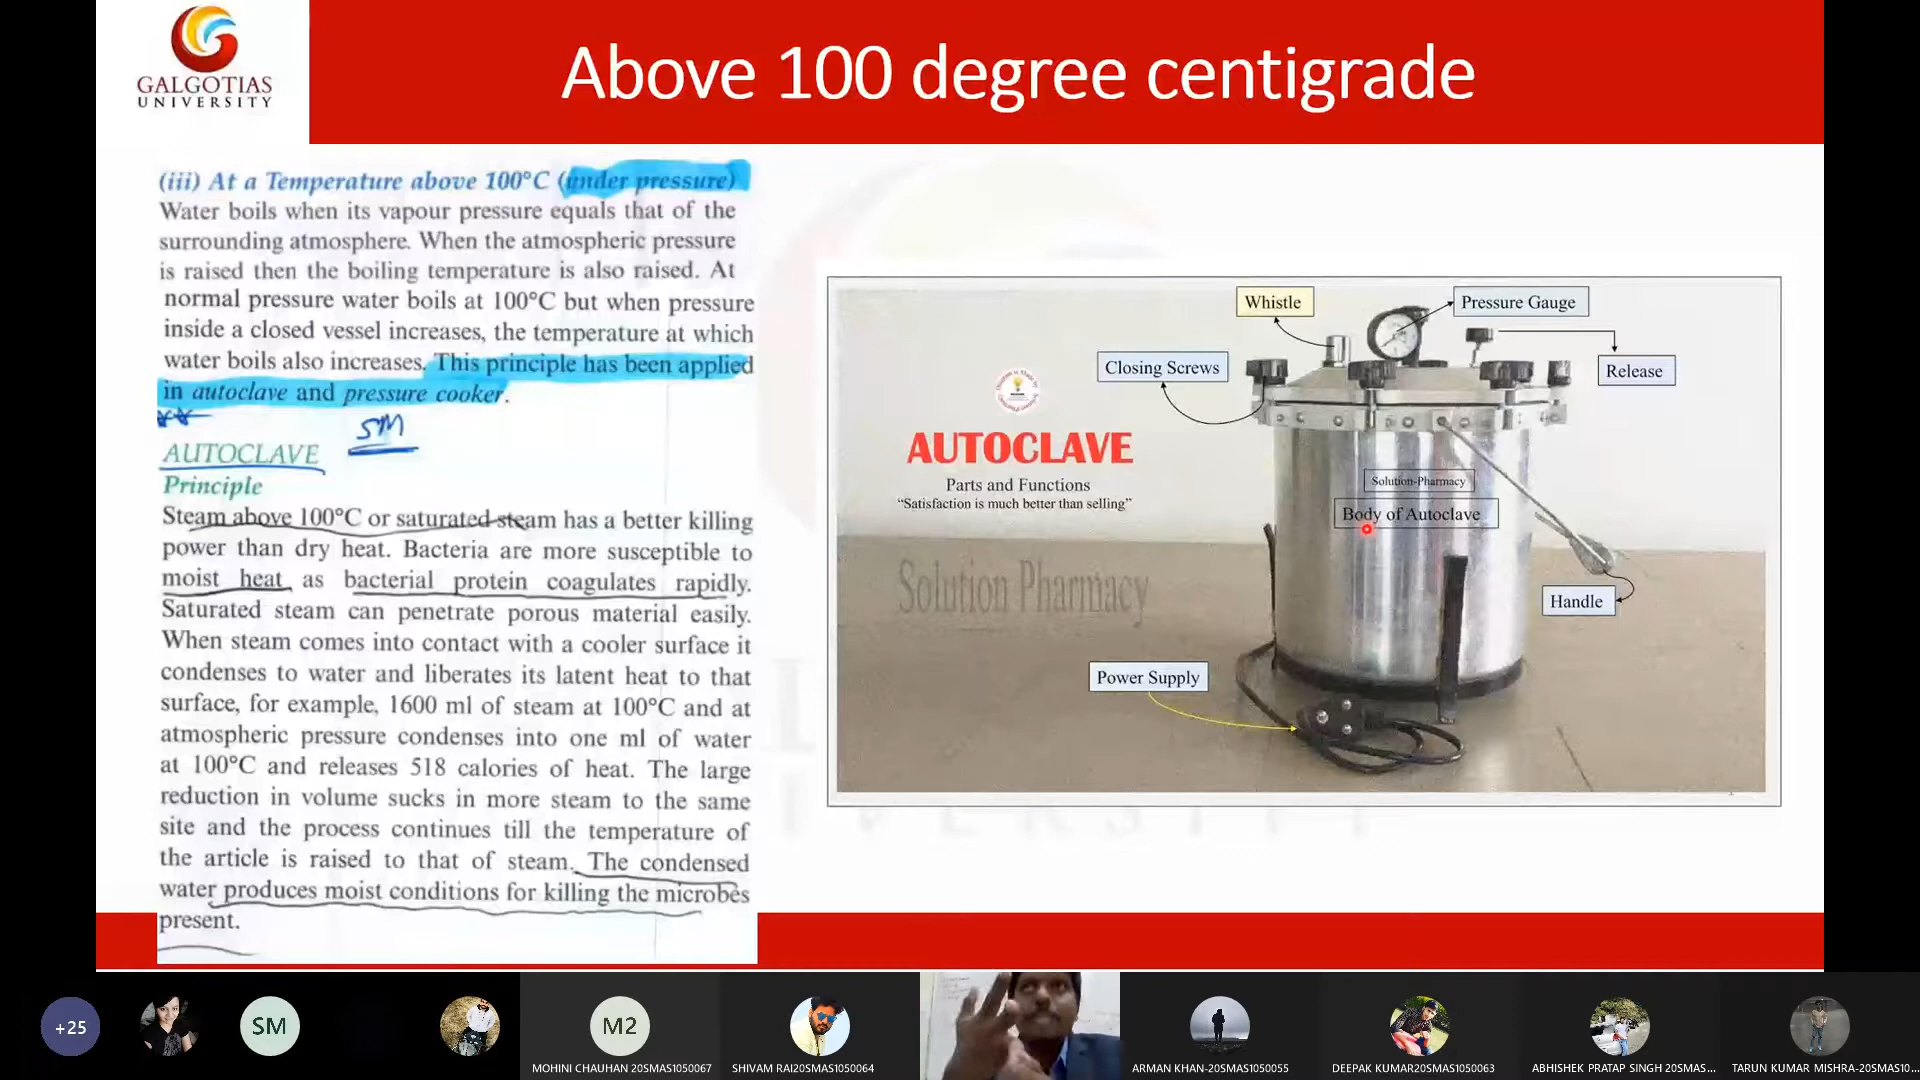 GALGOTIAS
UNIVERSITY
Above 100 degree centigrade
(iii) At a Temperature above 100°C (under pressure)
Water boils when its vapour pressure equals that of the
surrounding atmosphere. When the atmospheric pressure
is raised then the boiling temperature is also raised. At
normal pressure water boils at 100°C but when pressure
inside a closed vessel increases, the temperature at which
water boils also increases. This principle has been applied
in autoclave and pressure cooker.
SM
AUTOCLAVE
Principle
Steam above 100°C or saturated steam has a better killing
power than dry heat. Bacteria are more susceptible to
moist heat as bacterial protein coagulates rapidly.
Saturated steam can penetrate porous material easily.
When steam comes into contact with a cooler surface it
condenses to water and liberates its latent heat to that
surface, for example, 1600 ml of steam at 100°C and at
atmospheric pressure condenses into one ml of water
at 100°C and releases 518 calories of heat. The large
reduction in volume sucks in more steam to the same
site and the process continues till the temperature of
the article is raised to that of steam. The condensed
water produces moist conditions for killing the microbes
present.
Whistle
Pressure Gauge
Closing Screws
Release
AUTOCLAVE
Parts and Functions
“Satisfaction is much better than selling”
Solution-Pharmacy
Body of Autoclave
Solution Pharmacy
Handle
Power Supply
+25
SM
M2
MOHINI CHAUHAN 20SMAS1050067
SHIVAM RAI20SMAS1050064
ARMAN KHAN-20SMAS1050055
DEEPAK KUMAR20SMAS1050063
ABHISHEK PRATAP SINGH 20SMAS...
TARUN KUMAR MISHRA-20SMAS10...